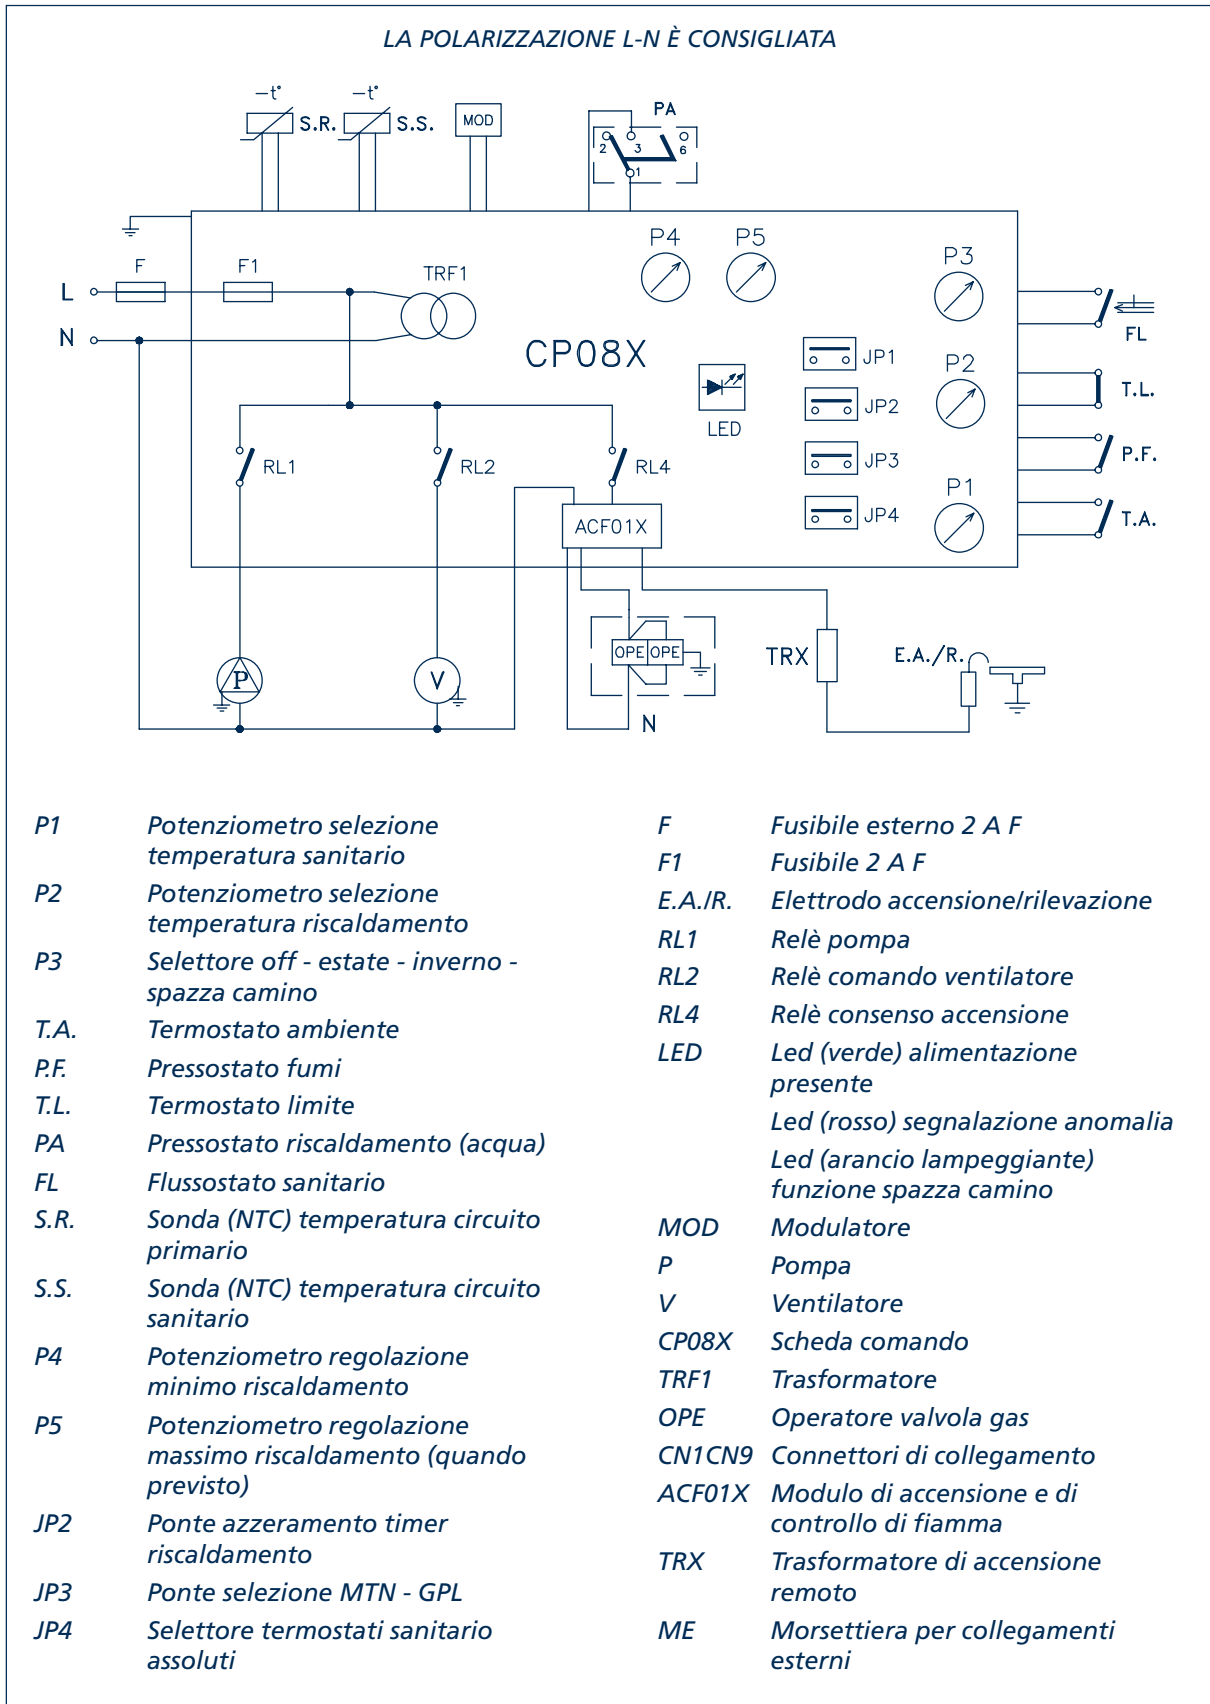 LA POLARIZZAZIONE L-N È CONSIGLIATA
–t° S.R.
–t° S.S.
MOD
PA
2 3 6
1
F
F1
TRF1
P4
P5
P3
L
N
CP08X
FL
JP1
P2
T.L.
LED
JP2
RL1
RL2
RL4
JP3
P.F.
P1
ACF01X
JP4
T.A.
OPE OPE
TRX
E.A./R.
P
V
N
P1 Potenziometro selezione
temperatura sanitario
P2 Potenziometro selezione
temperatura riscaldamento
P3 Selettore off - estate - inverno -
spazza camino
T.A. Termostato ambiente
P.F. Pressostato fumi
T.L. Termostato limite
PA Pressostato riscaldamento (acqua)
FL Flussostato sanitario
S.R. Sonda (NTC) temperatura circuito
primario
S.S. Sonda (NTC) temperatura circuito
sanitario
P4 Potenziometro regolazione
minimo riscaldamento
P5 Potenziometro regolazione
massimo riscaldamento (quando
previsto)
JP2 Ponte azzeramento timer
riscaldamento
JP3 Ponte selezione MTN - GPL
JP4 Selettore termostati sanitario
assoluti
F Fusibile esterno 2 A F
F1 Fusibile 2 A F
E.A./R. Elettrodo accensione/rilevazione
RL1 Relè pompa
RL2 Relè comando ventilatore
RL4 Relè consenso accensione
LED Led (verde) alimentazione
presente
Led (rosso) segnalazione anomalia
Led (arancio lampeggiante)
funzione spazza camino
MOD Modulatore
P Pompa
V Ventilatore
CP08X Scheda comando
TRF1 Trasformatore
OPE Operatore valvola gas
CN1CN9 Connettori di collegamento
ACF01X Modulo di accensione e di
controllo di fiamma
TRX Trasformatore di accensione
remoto
ME Morsettiera per collegamenti
esterni